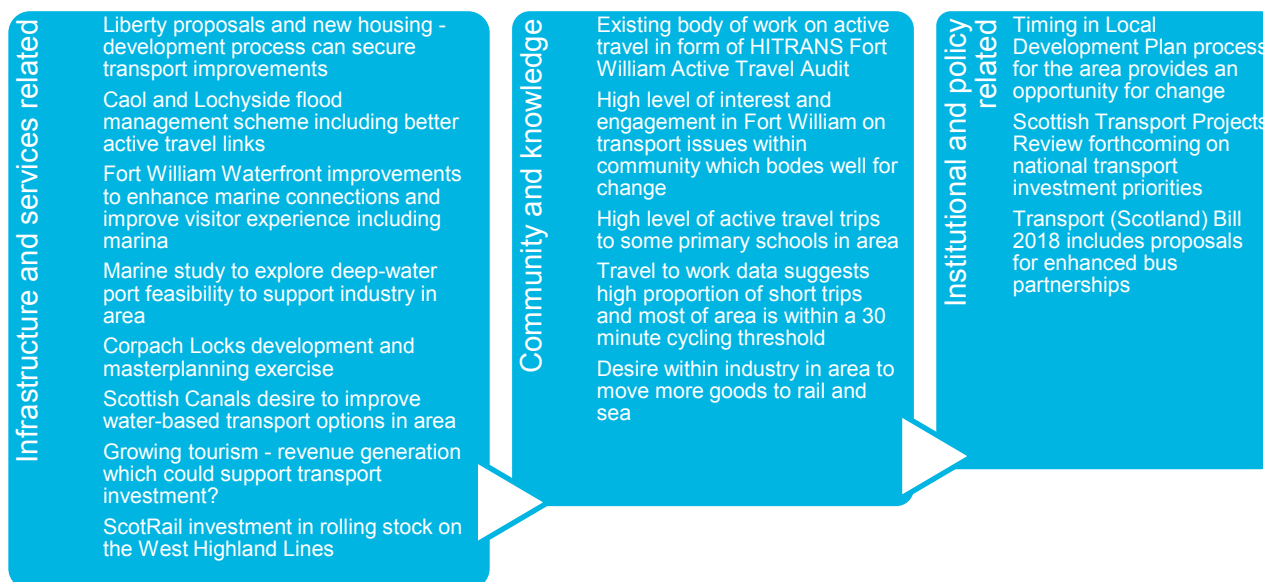 Infrastructure and services related
Liberty proposals and new housing -
development process can secure
transport improvements
Caol and Lochyside flood
management scheme including better
active travel links
Fort William Waterfront improvements
to enhance marine connections and
improve visitor experience including
marina
Marine study to explore deep-water
port feasibility to support industry in
area
Corpach Locks development and
masterplanning exercise
Scottish Canals desire to improve
water-based transport options in area
Growing tourism - revenue generation
which could support transport
investment?
ScotRail investment in rolling stock on
the West Highland Lines
Community and knowledge
Existing body of work on active
travel in form of HITRANS Fort
William Active Travel Audit
High level of interest and
engagement in Fort William on
transport issues within
community which bodes well for
change
High level of active travel trips
to some primary schools in area
Travel to work data suggests
high proportion of short trips
and most of area is within a 30
minute cycling threshold
Desire within industry in area to
move more goods to rail and
sea
Institutional and policy
related
Timing in Local
Development Plan process
for the area provides an
opportunity for change
Scottish Transport Projects
Review forthcoming on
national transport
investment priorities
Transport (Scotland) Bill
2018 includes proposals
for enhanced bus
partnerships